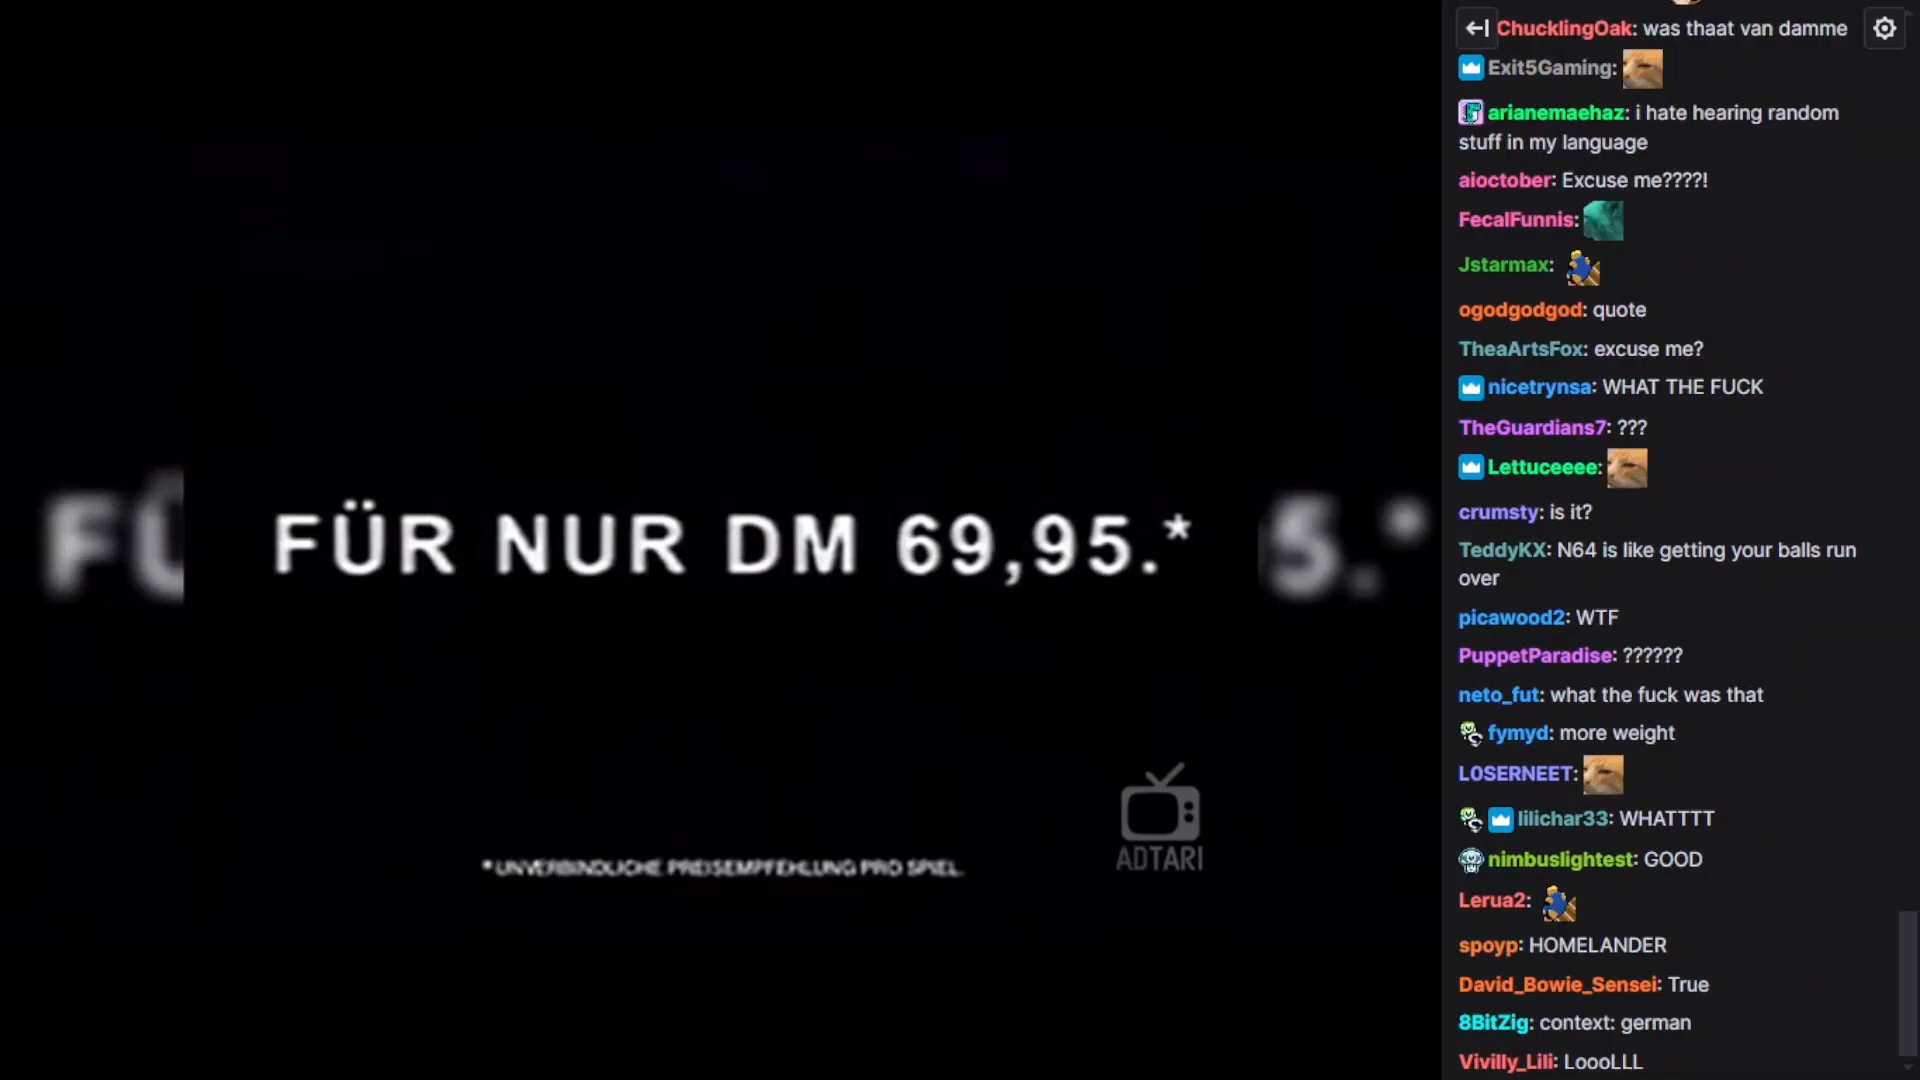 FÜR NUR DM 69,95.*
*UNVERBINDLICHE PREISEMPFEHLUNG PRO SPIEL.
ADTARI
ChucklingOak: was thaat van damme
Exit5Gaming:
arianemaehaz: i hate hearing random
stuff in my language
aioctober: Excuse me????!
FecalFunnis:
Jstarmax:
ogodgodgod: quote
TheaArtsFox: excuse me?
nicetrynsa: WHAT THE FUCK
TheGuardians7: ???
Lettuceeee:
crumsty: is it?
TeddyKX: N64 is like getting your balls run
over
picawood2: WTF
PuppetParadise: ??????
neto_fut: what the fuck was that
fymyd: more weight
L0SERNEET:
lilichar33: WHATTTT
nimbuslightest: GOOD
Lerua2:
spoyp: HOMELANDER
David_Bowie_Sensei: True
8BitZig: context: german
Vivilly_Lili: LoooLLL